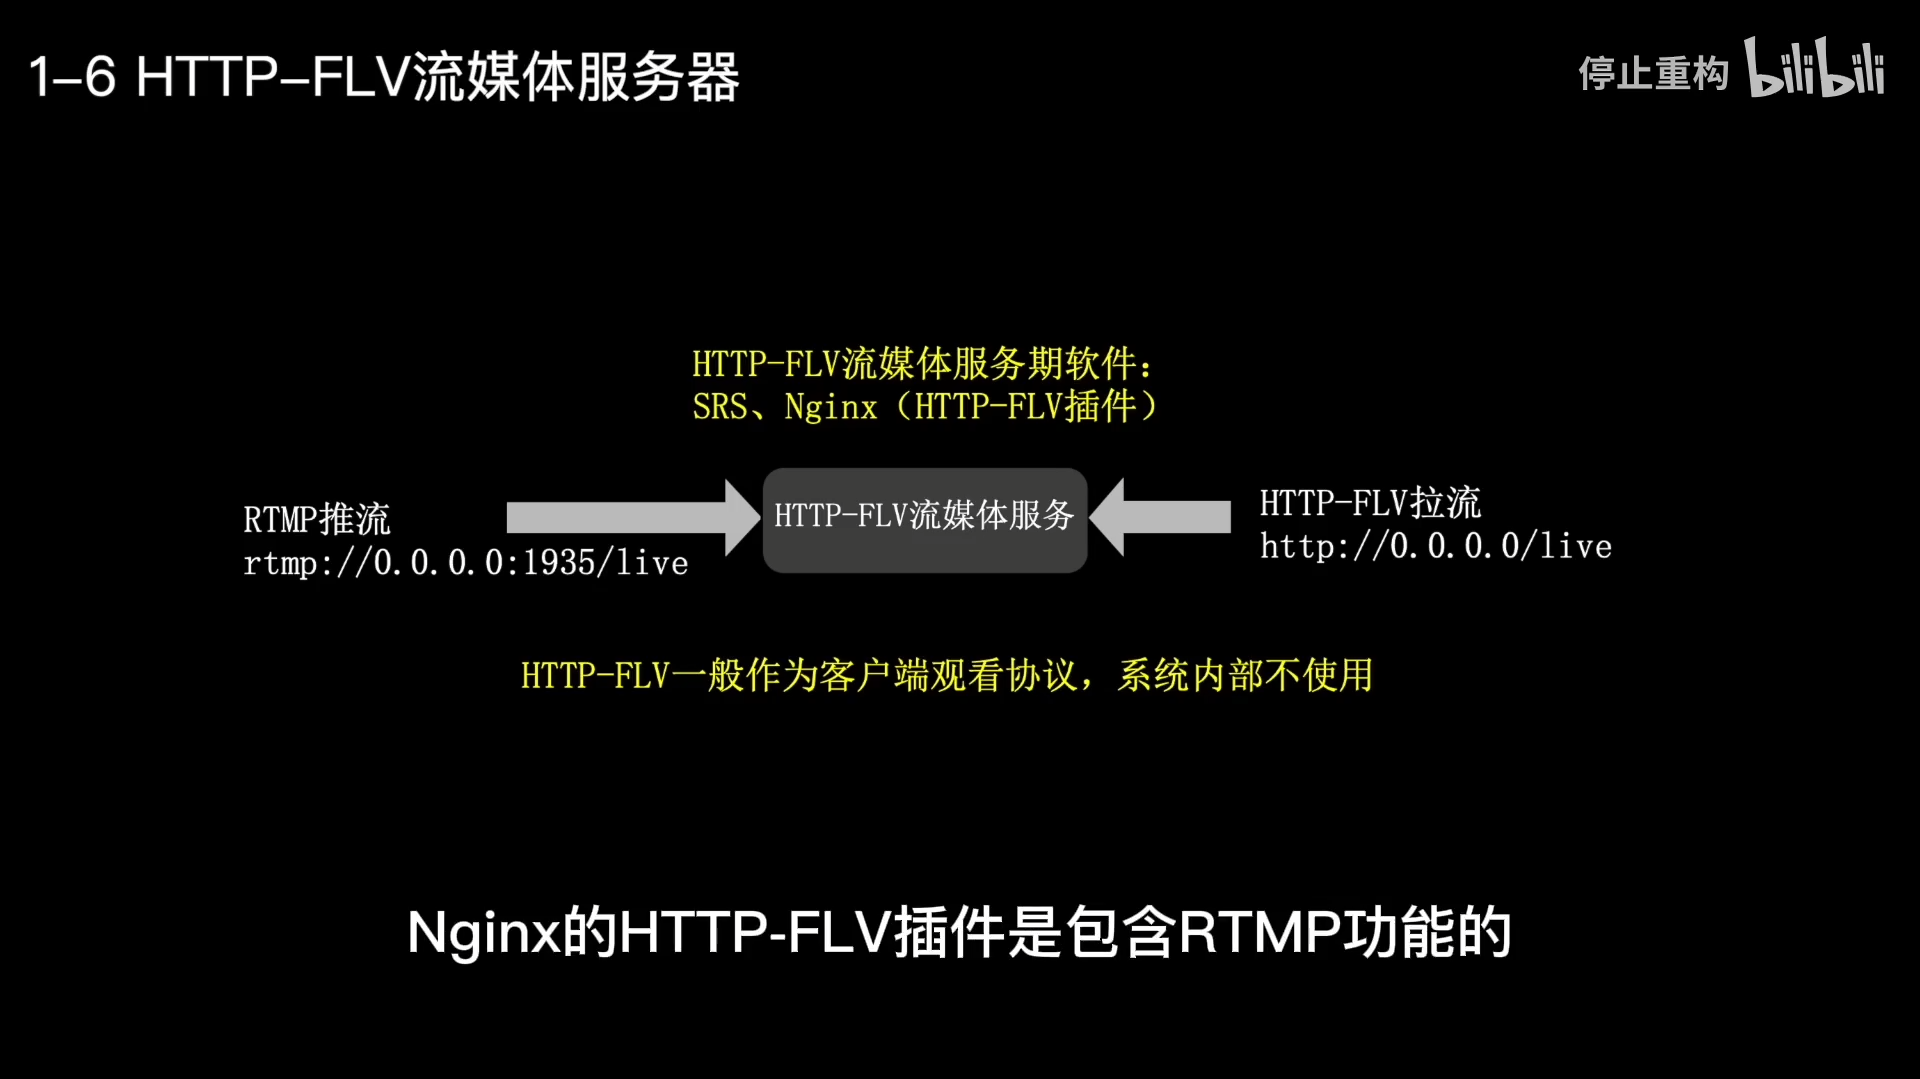 1-6 HTTP-FLV流媒体服务器
停止重构 bilibili
HTTP-FLV流媒体服务期软件：
SRS、Nginx（HTTP-FLV插件）
RTMP推流
rtmp://0.0.0.0:1935/live
HTTP-FLV流媒体服务
HTTP-FLV拉流
http://0.0.0.0/live
HTTP-FLV一般作为客户端观看协议，系统内部不使用
Nginx的HTTP-FLV插件是包含RTMP功能的